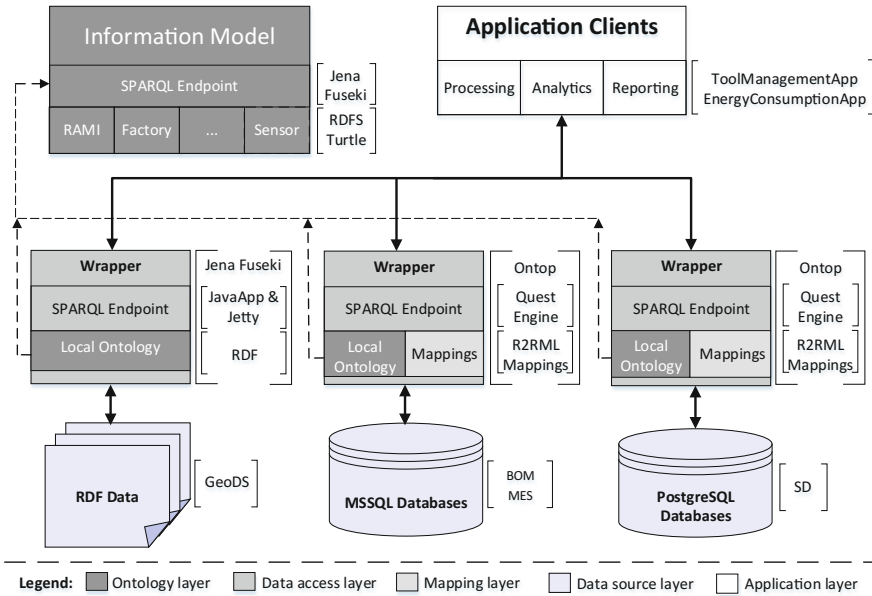 Information Model
SPARQL Endpoint
Jena
Fuseki
RAMI
Factory
...
Sensor
RDFS
Turtle
Application Clients
Processing
Analytics
Reporting
ToolManagementApp
EnergyConsumptionApp
Wrapper
Jena Fuseki
SPARQL Endpoint
JavaApp &
Jetty
Local Ontology
RDF
Wrapper
Ontop
SPARQL Endpoint
Quest
Engine
Local
Ontology
Mappings
R2RML
Mappings
Wrapper
Ontop
SPARQL Endpoint
Quest
Engine
Local
Ontology
Mappings
R2RML
Mappings
RDF Data
GeoDS
MSSQL Databases
BOM
MES
PostgreSQL
Databases
SD
Legend: Ontology layer Data access layer Mapping layer Data source layer Application layer